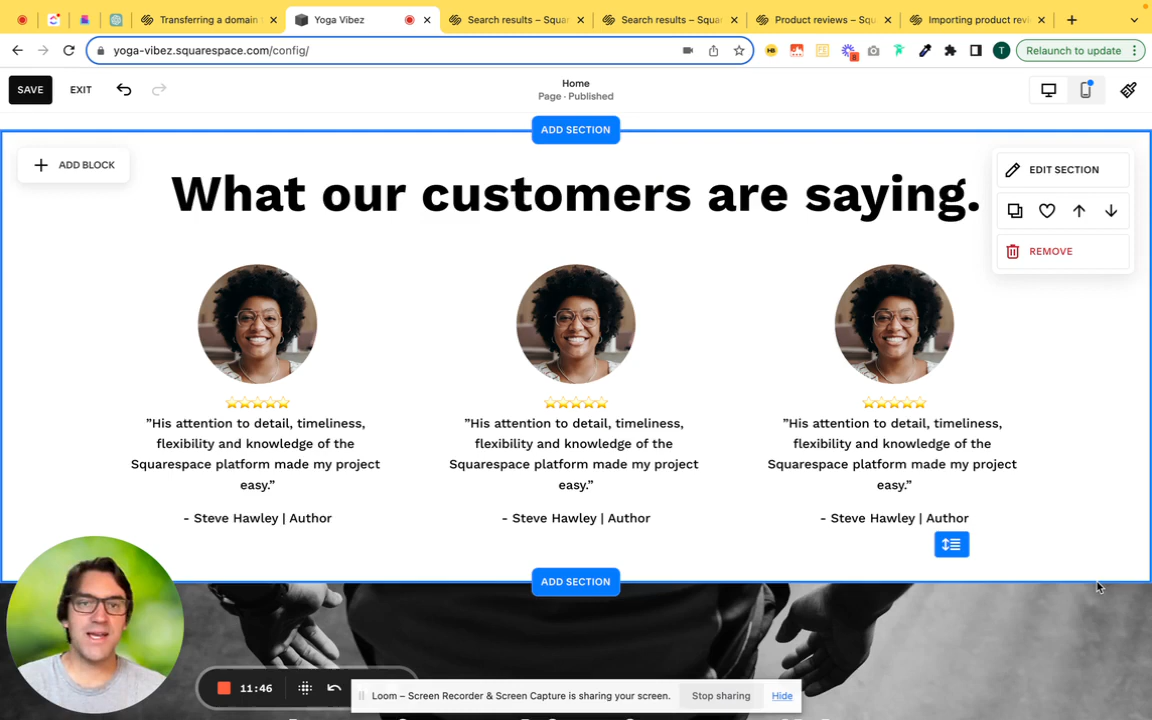 Transferring a domain
Yoga Vibez
Search results – Squa
Search results – Squa
Product reviews – Squ
Importing product revi
yoga-vibez.squarespace.com/config/
Relaunch to update
SAVE
EXIT
Home
Page · Published
ADD SECTION
ADD BLOCK
EDIT SECTION
REMOVE
What our customers are saying.
”His attention to detail, timeliness,
flexibility and knowledge of the
Squarespace platform made my project
easy.”
- Steve Hawley | Author
”His attention to detail, timeliness,
flexibility and knowledge of the
Squarespace platform made my project
easy.”
- Steve Hawley | Author
”His attention to detail, timeliness,
flexibility and knowledge of the
Squarespace platform made my project
easy.”
- Steve Hawley | Author
ADD SECTION
11:46
Loom – Screen Recorder & Screen Capture is sharing your screen.
Stop sharing
Hide